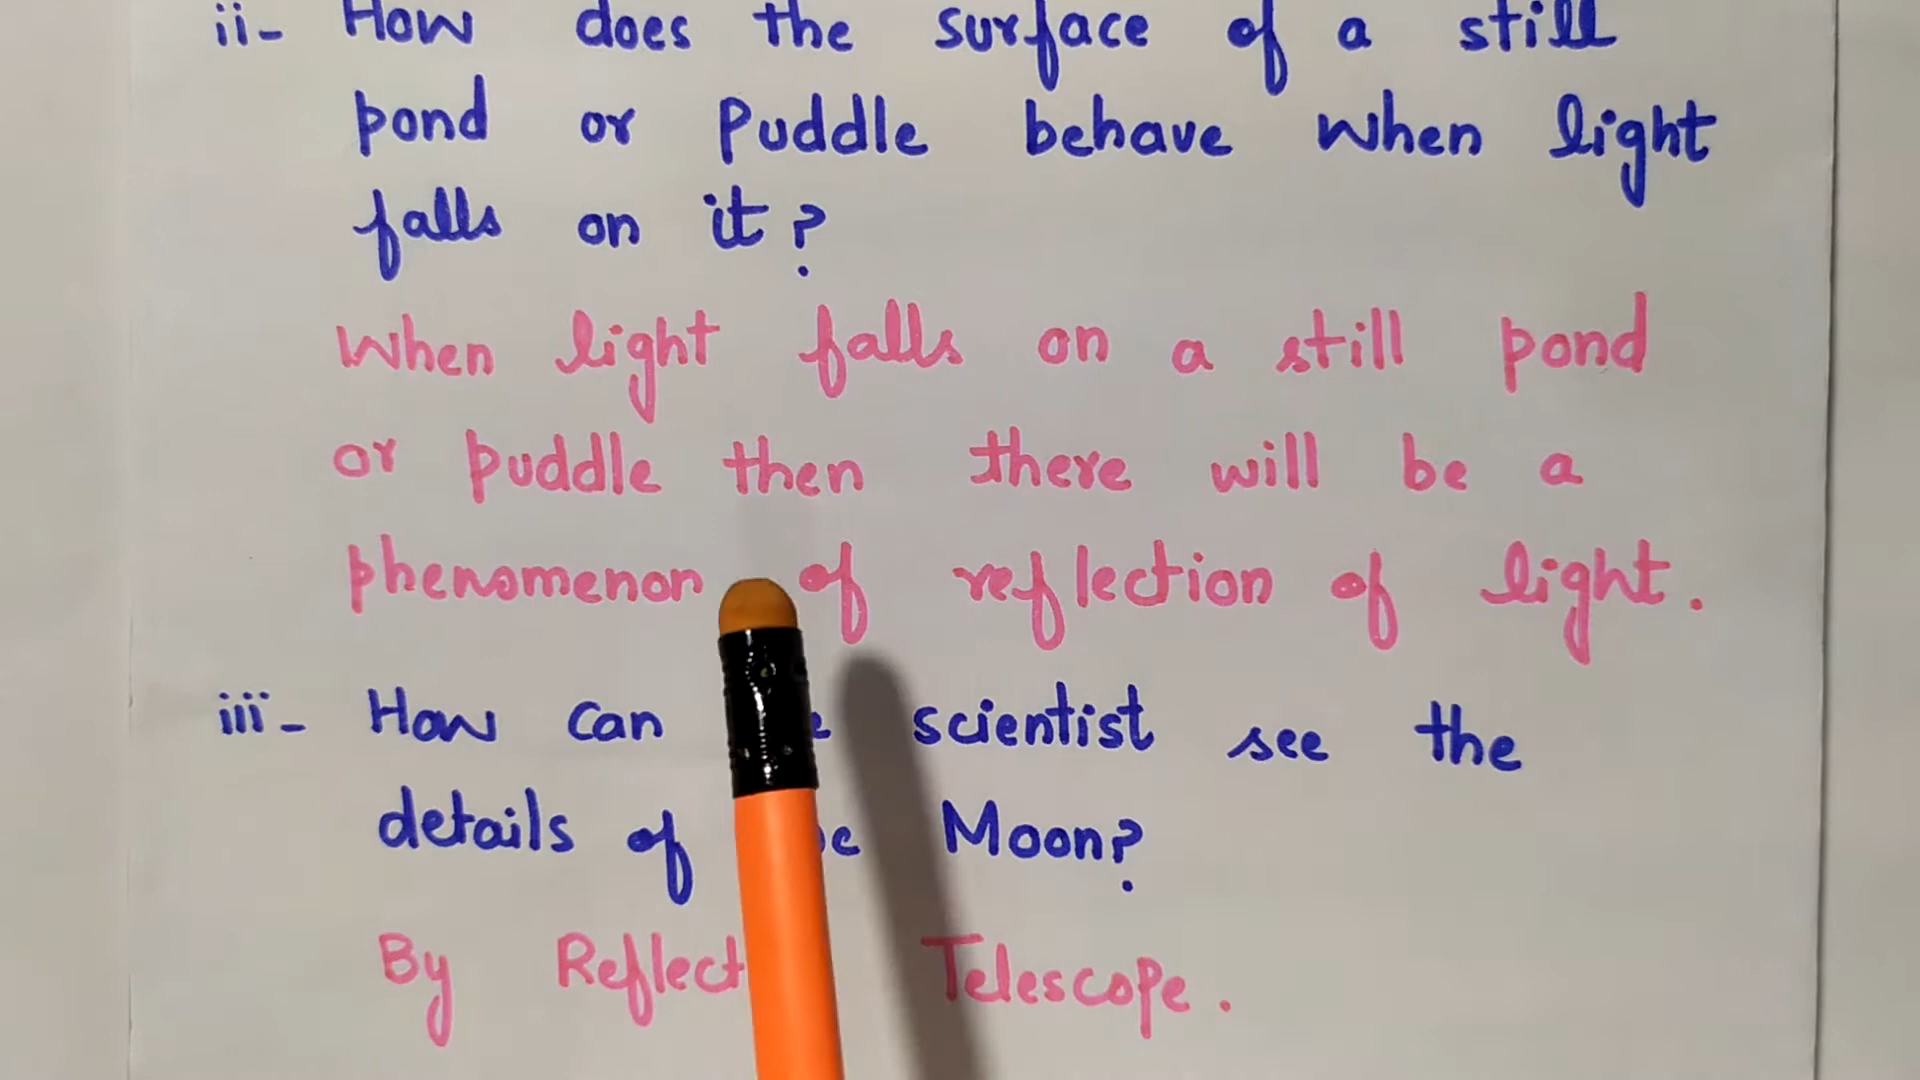 ii- How does the surface of a still
pond or Puddle behave when light
falls on it?
When light falls on a still pond
or puddle then there will be a
phenomenon of reflection of light.
iii- How can scientist see the
details of Moon?
By Telescope.